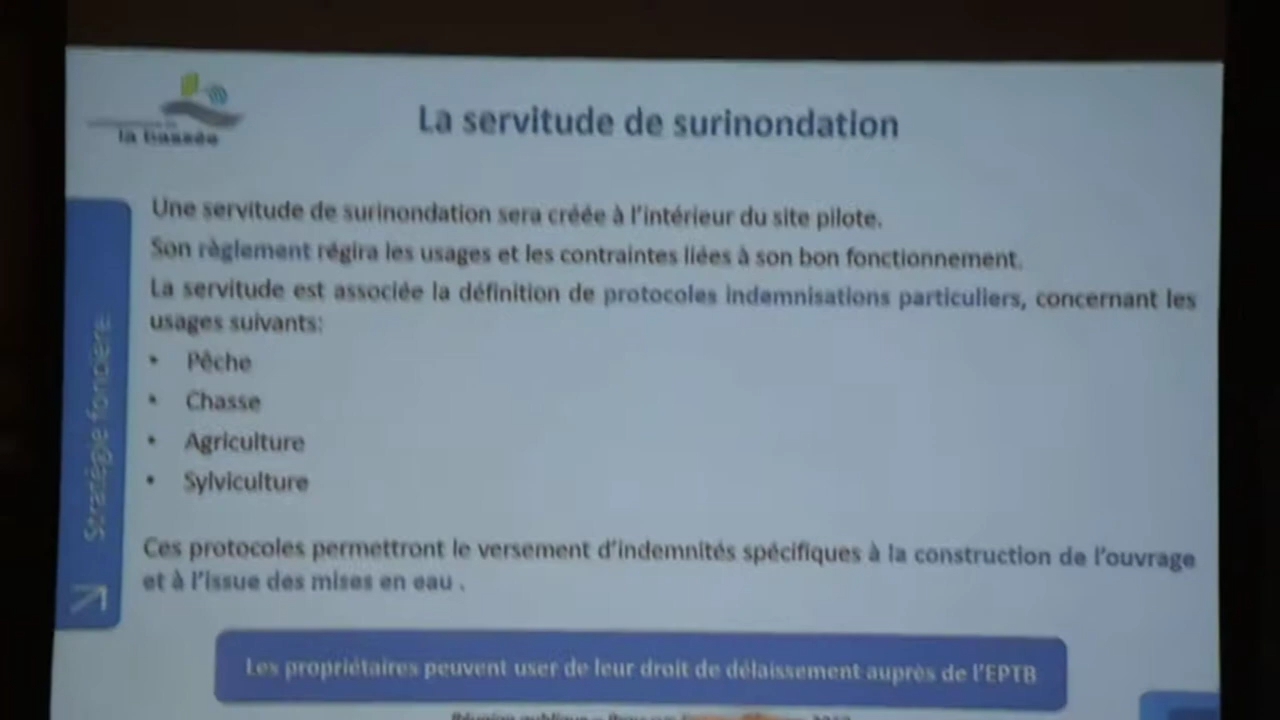 la bassée
La servitude de surinondation
Une servitude de surinondation sera créée à l'intérieur du site pilote.
Son règlement régira les usages et les contraintes liées à son bon fonctionnement.
La servitude est associée la définition de protocoles indemnisations particuliers, concernant les
usages suivants:
• Pêche
• Chasse
• Agriculture
• Sylviculture
Ces protocoles permettront le versement d'indemnités spécifiques à la construction de l'ouvrage
et à l'issue des mises en eau .
Stratégie foncière
Les propriétaires peuvent user de leur droit de délaissement auprès de l'EPTB
Réunion publique